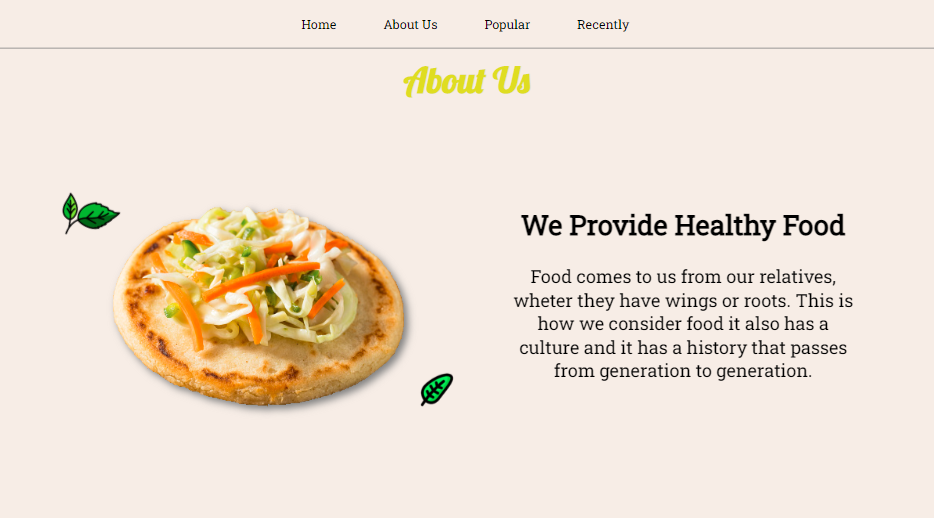 Home About Us Popular Recently
About Us
We Provide Healthy Food
Food comes to us from our relatives,
wheter they have wings or roots. This is
how we consider food it also has a
culture and it has a history that passes
from generation to generation.